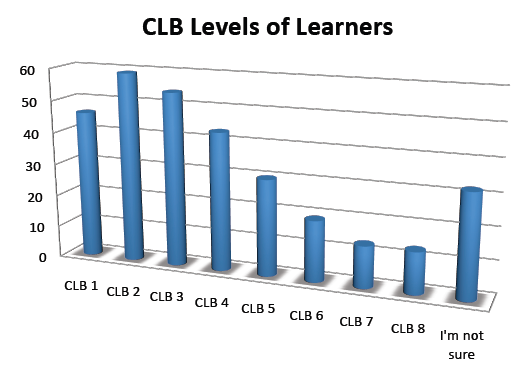 CLB Levels of Learners
60
50
40
30
20
10
0
CLB 1
CLB 2
CLB 3
CLB 4
CLB 5
CLB 6
CLB 7
CLB 8
I'm not
sure